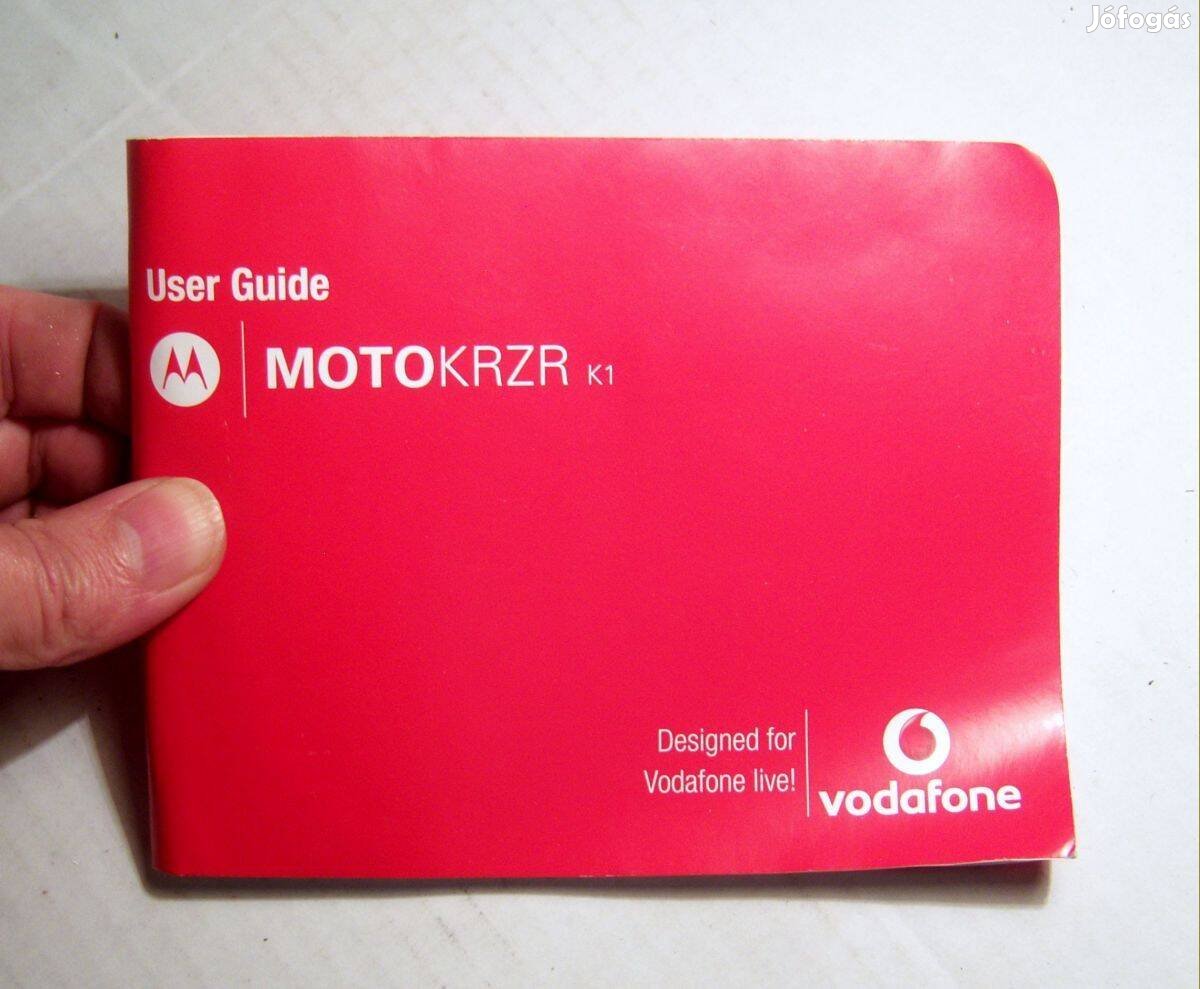 Jófogás
User Guide
MOTOKRZR K1
Designed for
Vodafone live!
vodafone